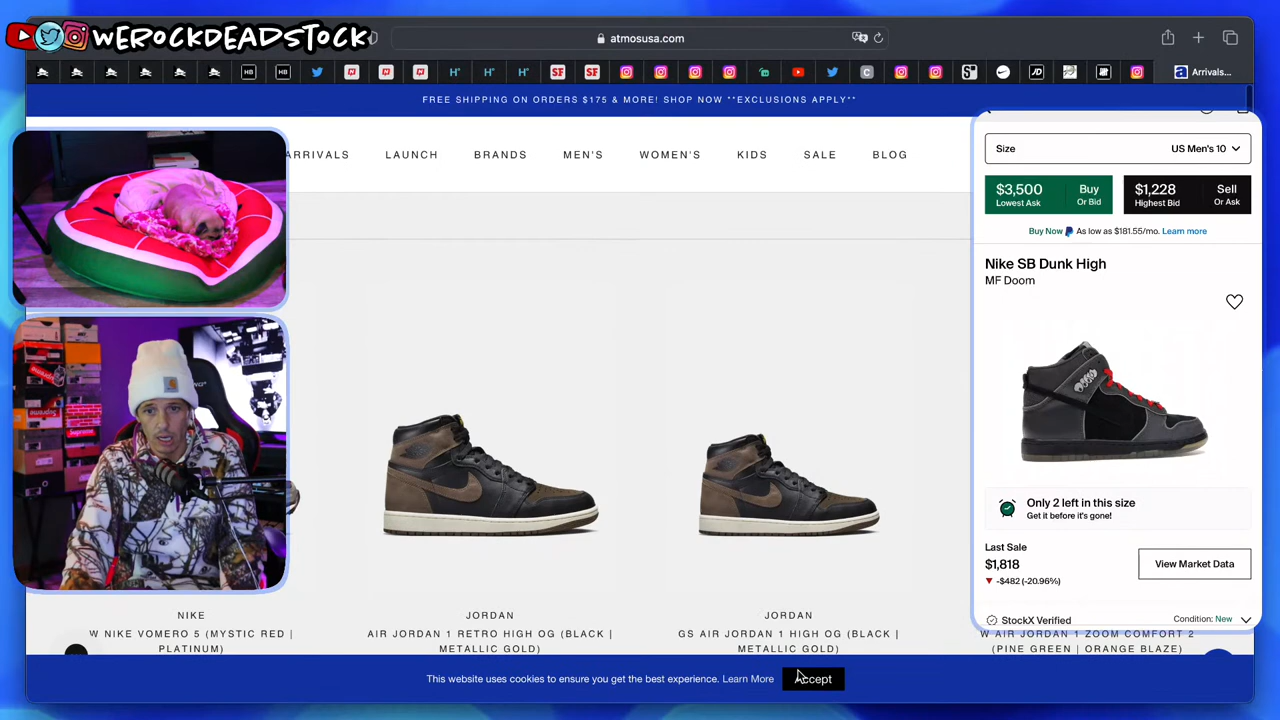 WEROCKDEADSTOCK
atmosusa.com
HB
HB
SF
SF
JD
Arrivals...
FREE SHIPPING ON ORDERS $175 & MORE! SHOP NOW **EXCLUSIONS APPLY**
ARRIVALS
LAUNCH
BRANDS
MEN'S
WOMEN'S
KIDS
SALE
BLOG
Size
US Men's 10
$3,500
Lowest Ask
Buy
Or Bid
$1,228
Highest Bid
Sell
Or Ask
Buy Now
As low as $181.55/mo. Learn more
Nike SB Dunk High
MF Doom
Only 2 left in this size
Get it before it's gone!
Last Sale
$1,818
-$482 (-20.96%)
View Market Data
StockX Verified
Condition: New
NIKE
W NIKE VOMERO 5 (MYSTIC RED |
PLATINUM)
JORDAN
AIR JORDAN 1 RETRO HIGH OG (BLACK |
METALLIC GOLD)
JORDAN
GS AIR JORDAN 1 HIGH OG (BLACK |
METALLIC GOLD)
W AIR JORDAN 1 ZOOM COMFORT 2
(PINE GREEN | ORANGE BLAZE)
This website uses cookies to ensure you get the best experience. Learn More
Accept